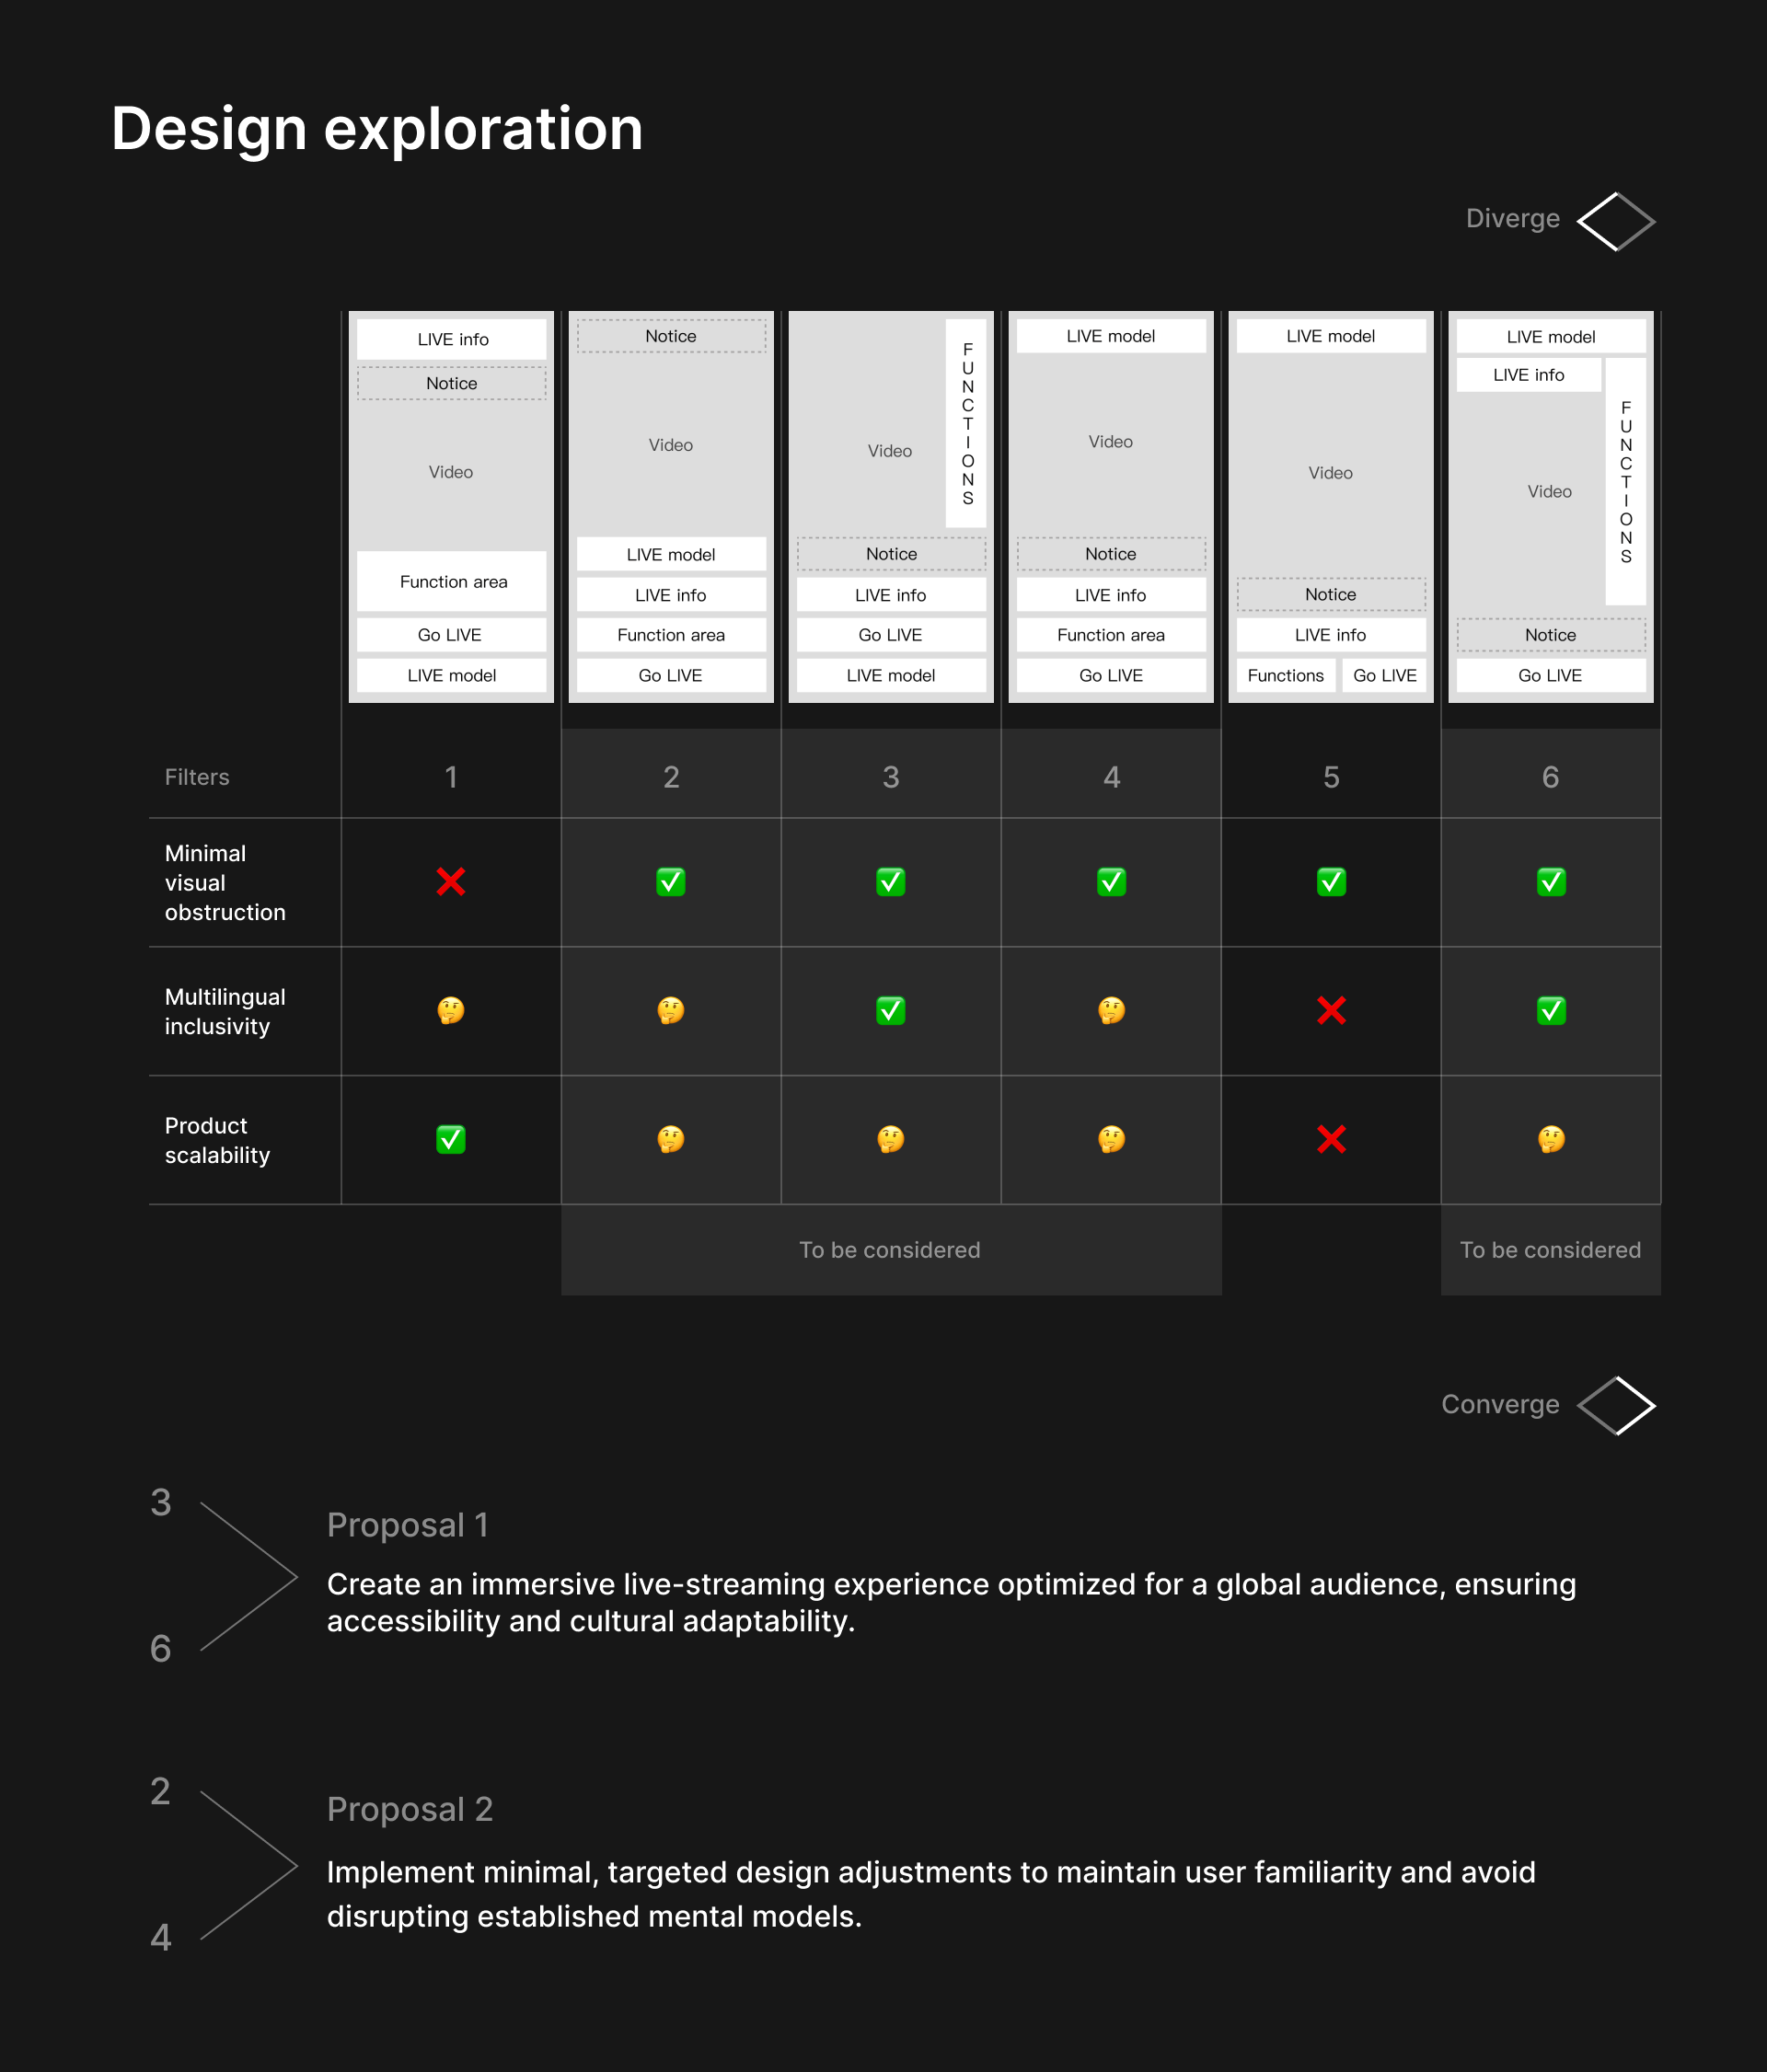 Design exploration
Diverge
LIVE info
Notice
Video
Function area
Go LIVE
LIVE model
Notice
Video
LIVE model
LIVE info
Function area
Go LIVE
FUNCTIONS
Video
Notice
LIVE info
Go LIVE
LIVE model
LIVE model
Video
Notice
LIVE info
Function area
Go LIVE
LIVE model
Video
Notice
LIVE info
Functions
Go LIVE
LIVE model
LIVE info
FUNCTIONS
Video
Notice
Go LIVE
Filters
1
2
3
4
5
6
Minimal
visual
obstruction
❌
✅
✅
✅
✅
✅
Multilingual
inclusivity
🤔
🤔
✅
🤔
❌
✅
Product
scalability
✅
🤔
🤔
🤔
❌
🤔
To be considered
To be considered
Converge
3
6
Proposal 1
Create an immersive live-streaming experience optimized for a global audience, ensuring
accessibility and cultural adaptability.
2
4
Proposal 2
Implement minimal, targeted design adjustments to maintain user familiarity and avoid
disrupting established mental models.